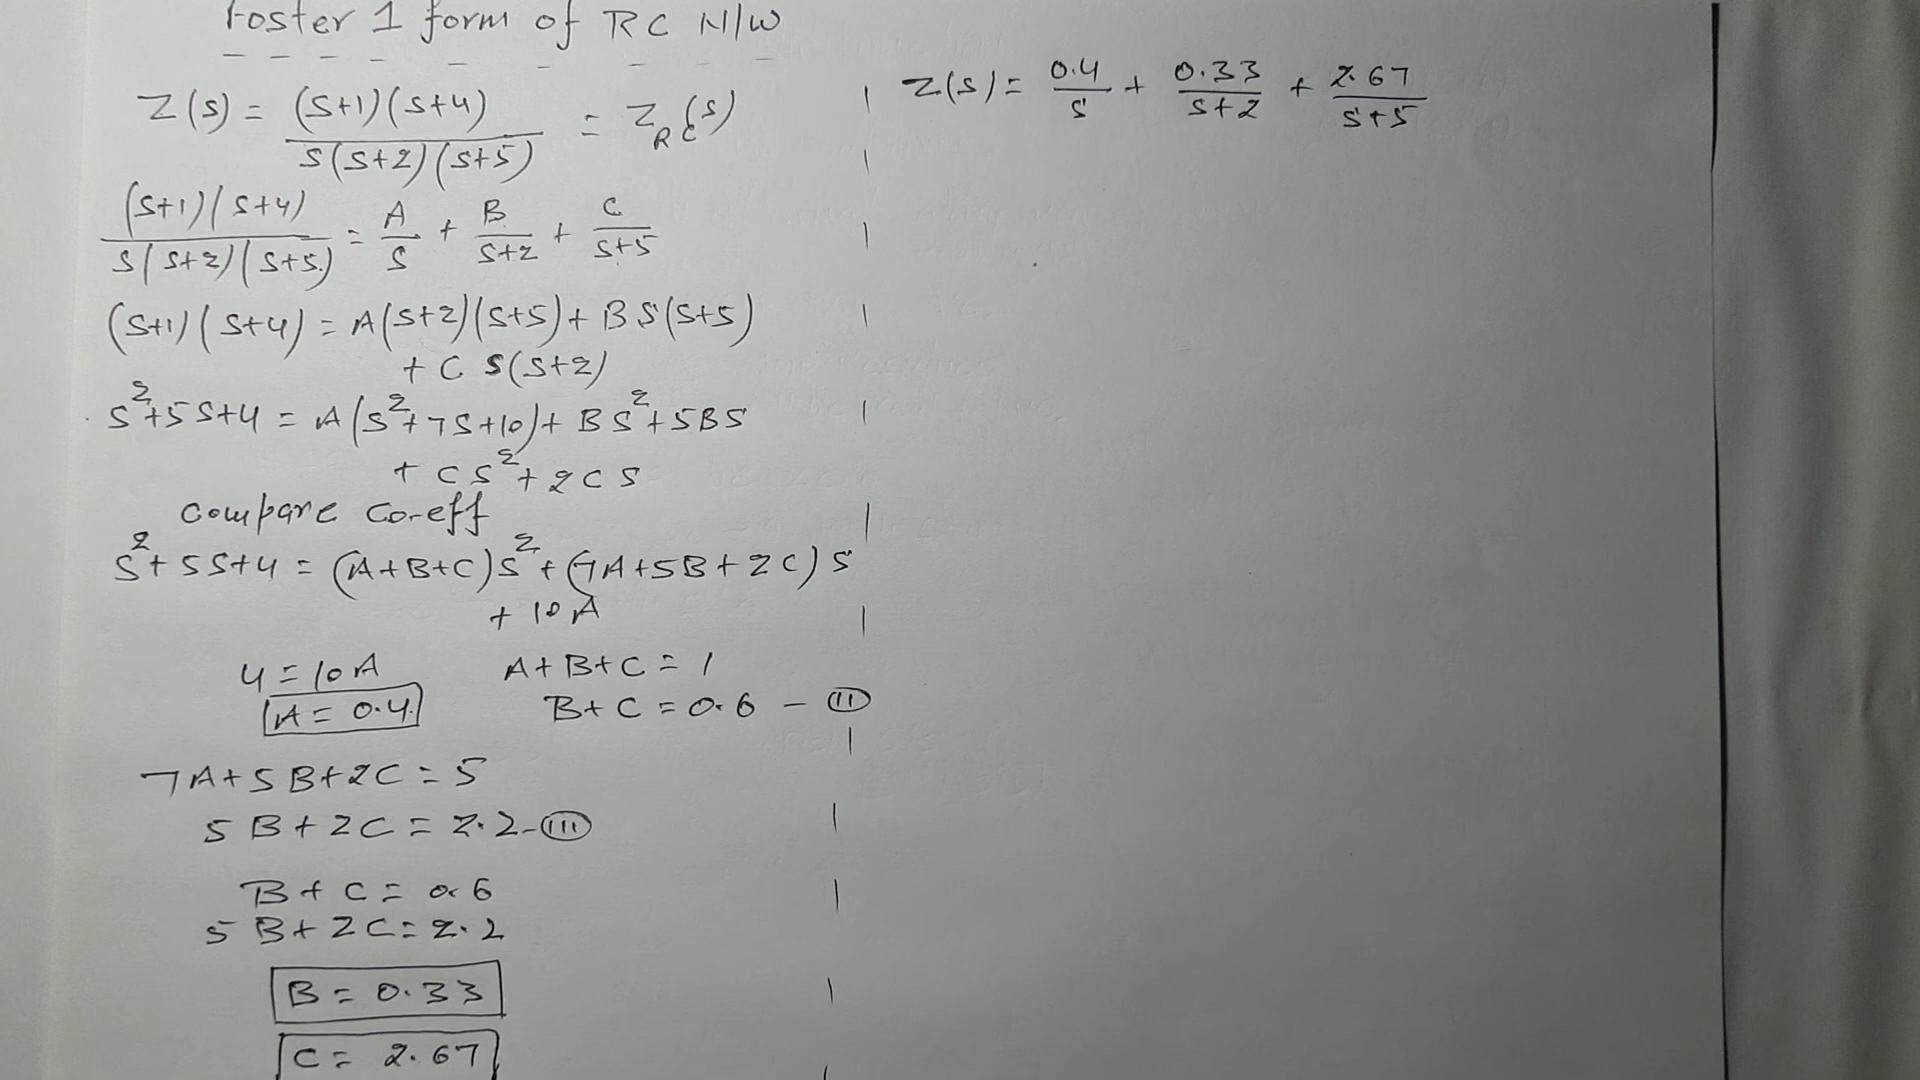 Foster 1 form of RC N/W
Z(s) = (s+1)(s+4) / s(s+2)(s+5) = Z_RC(s)
(s+1)(s+4) / s(s+2)(s+5) = A/s + B/s+2 + C/s+5
(s+1)(s+4) = A(s+2)(s+5) + BS(s+5)
+ C s(s+2)
s²+5s+4 = A(s²+7s+10) + Bs²+5BS
+ Cs²+2CS
compare co-eff
s²+5s+4 = (A+B+C)s² + (7A+5B+2C)s
+ 10A
4 = 10A
A = 0.4
A+B+C = 1
B+C = 0.6 - (II)
7A+5B+2C = 5
5B+2C = 2.2 - (III)
B+C = 0.6
5B+2C = 2.2
B = 0.33
C = 2.67
Z(s) = 0.4/s + 0.33/s+2 + 2.67/s+5